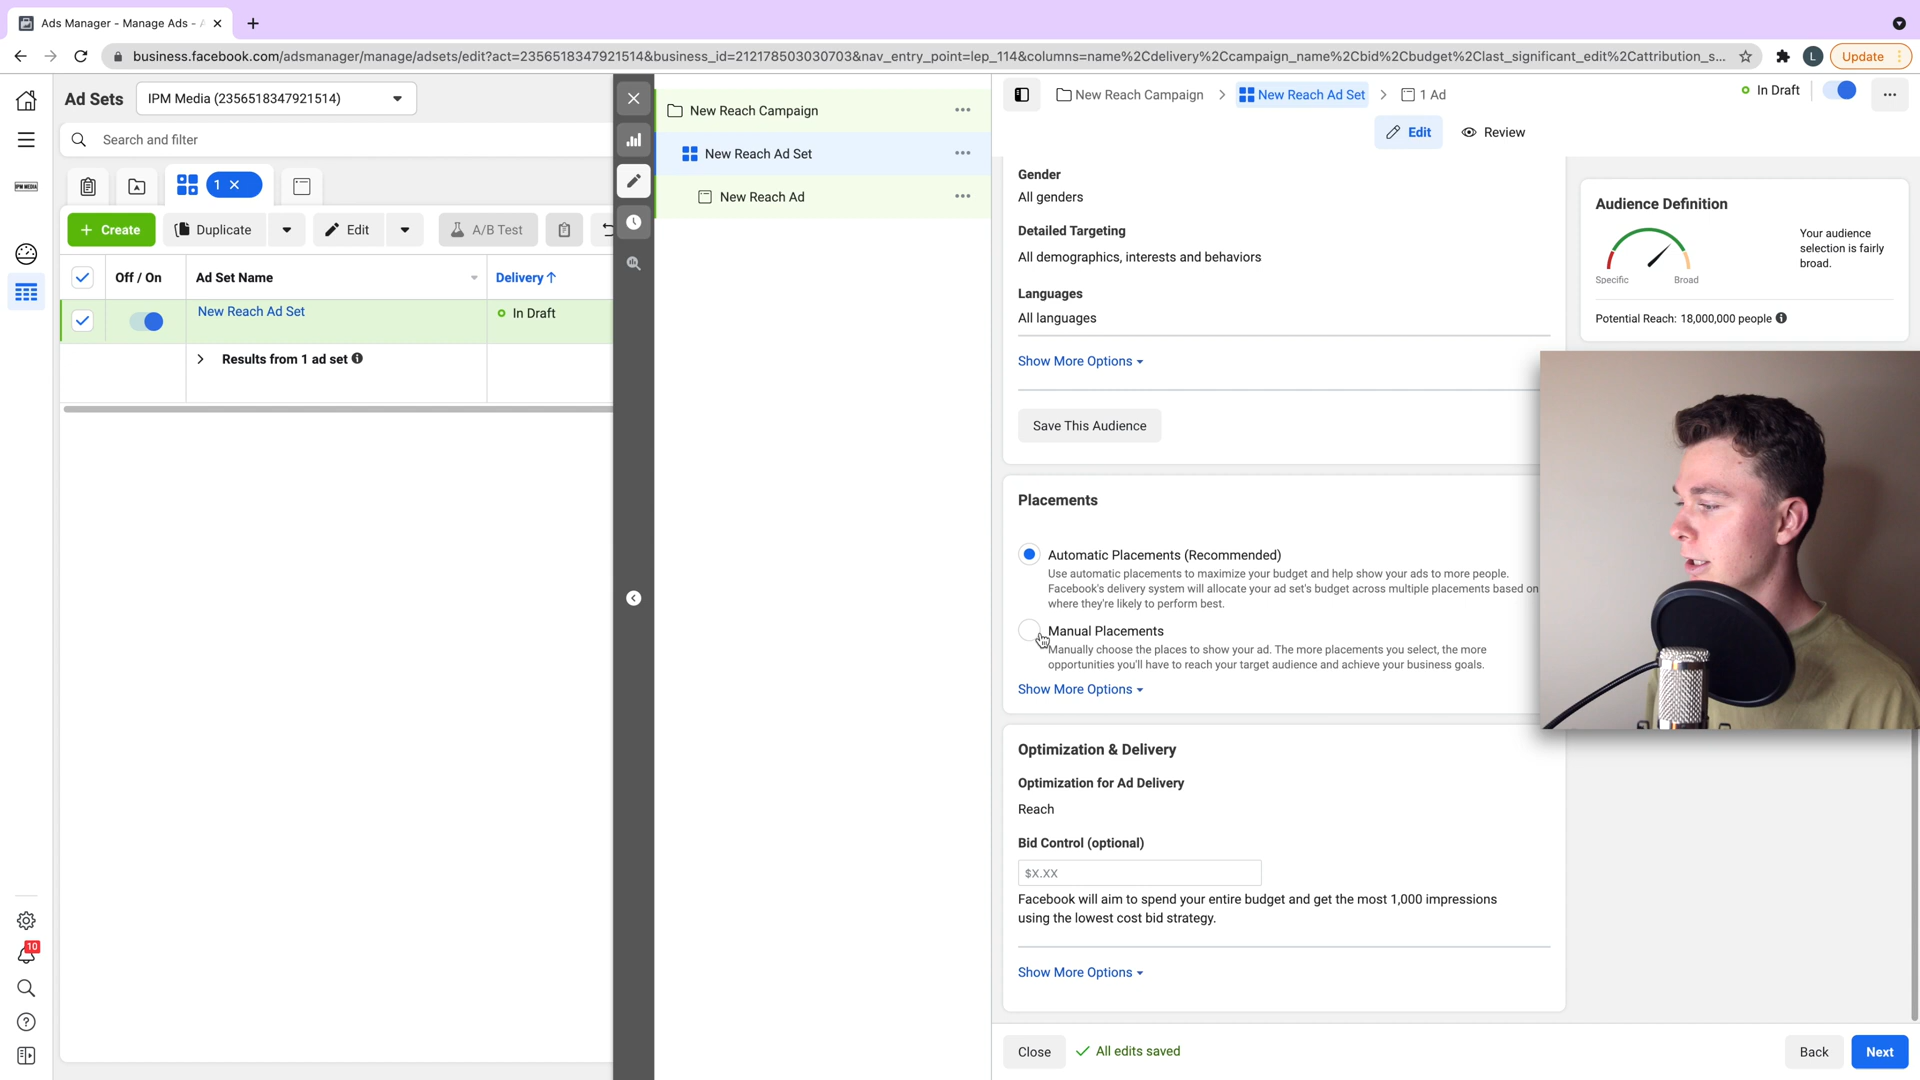 Ads Manager - Manage Ads - A
business.facebook.com/adsmanager/manage/adsets/edit?act=2356518347921514&business_id=212178503030703&nav_entry_point=lep_114&columns=name%2Cdelivery%2Ccampaign_name%2Cbid%2Cbudget%2Clast_significant_edit%2Cattribution_s...
L
Update
Ad Sets
IPM Media (2356518347921514)
Search and filter
IPM MEDIA
1
Create
Duplicate
Edit
A/B Test
Off / On
Ad Set Name
Delivery↑
New Reach Ad Set
In Draft
Results from 1 ad set
10
New Reach Campaign
New Reach Ad Set
New Reach Ad
New Reach Campaign
New Reach Ad Set
1 Ad
In Draft
Edit
Review
Gender
All genders
Detailed Targeting
All demographics, interests and behaviors
Languages
All languages
Show More Options
Save This Audience
Placements
Automatic Placements (Recommended)
Use automatic placements to maximize your budget and help show your ads to more people.
Facebook's delivery system will allocate your ad set's budget across multiple placements based on
where they're likely to perform best.
Manual Placements
Manually choose the places to show your ad. The more placements you select, the more
opportunities you'll have to reach your target audience and achieve your business goals.
Show More Options
Optimization & Delivery
Optimization for Ad Delivery
Reach
Bid Control (optional)
$X.XX
Facebook will aim to spend your entire budget and get the most 1,000 impressions
using the lowest cost bid strategy.
Show More Options
Close
All edits saved
Back
Next
Audience Definition
Your audience
selection is fairly
broad.
Specific
Broad
Potential Reach: 18,000,000 people